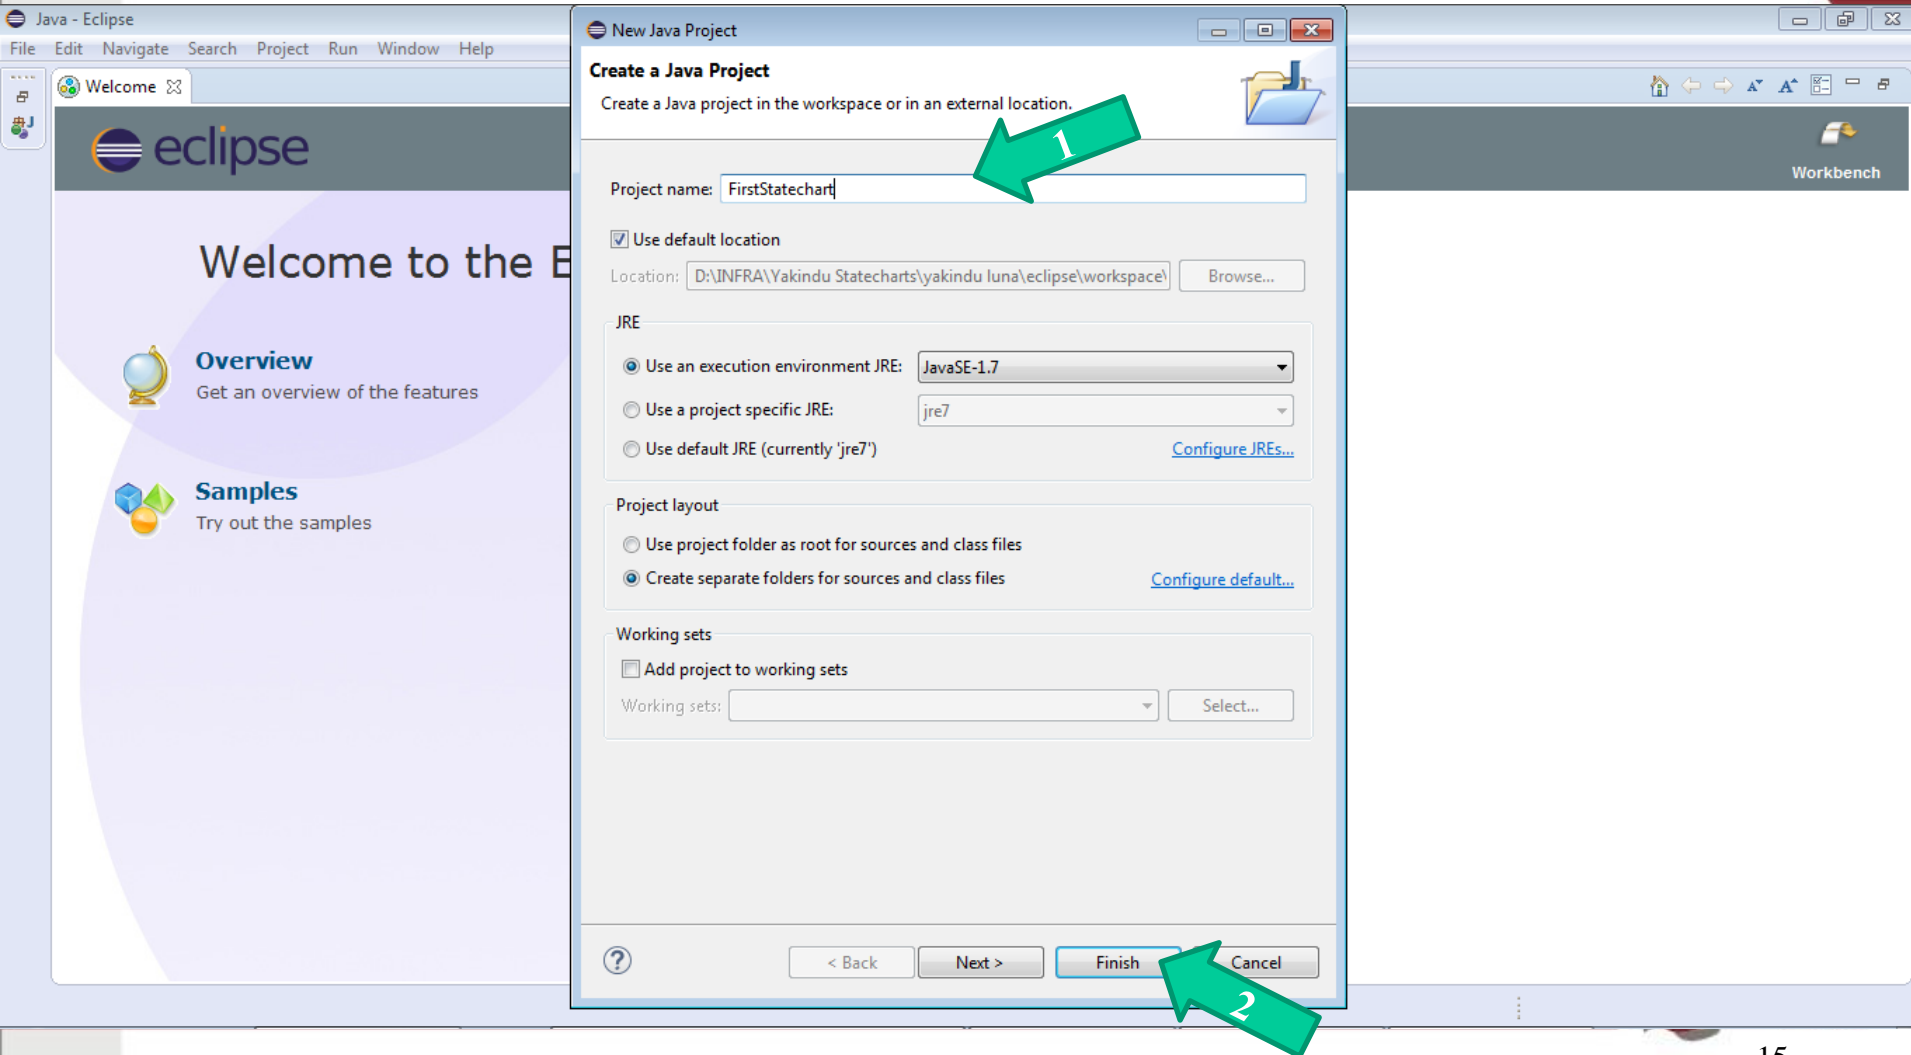 Java - Eclipse
File Edit Navigate Search Project Run Window Help
Welcome
eclipse
Workbench
Welcome to the E
Overview
Get an overview of the features
Samples
Try out the samples
New Java Project
Create a Java Project
Create a Java project in the workspace or in an external location.
1
Project name: FirstStatechart
Use default location
Location: D:\INFRA\Yakindu Statecharts\yakindu luna\eclipse\workspace\ Browse...
JRE
Use an execution environment JRE: JavaSE-1.7
Use a project specific JRE: jre7
Use default JRE (currently 'jre7') Configure JREs...
Project layout
Use project folder as root for sources and class files
Create separate folders for sources and class files Configure default...
Working sets
Add project to working sets
Working sets: Select...
? < Back Next > Finish Cancel
2
15